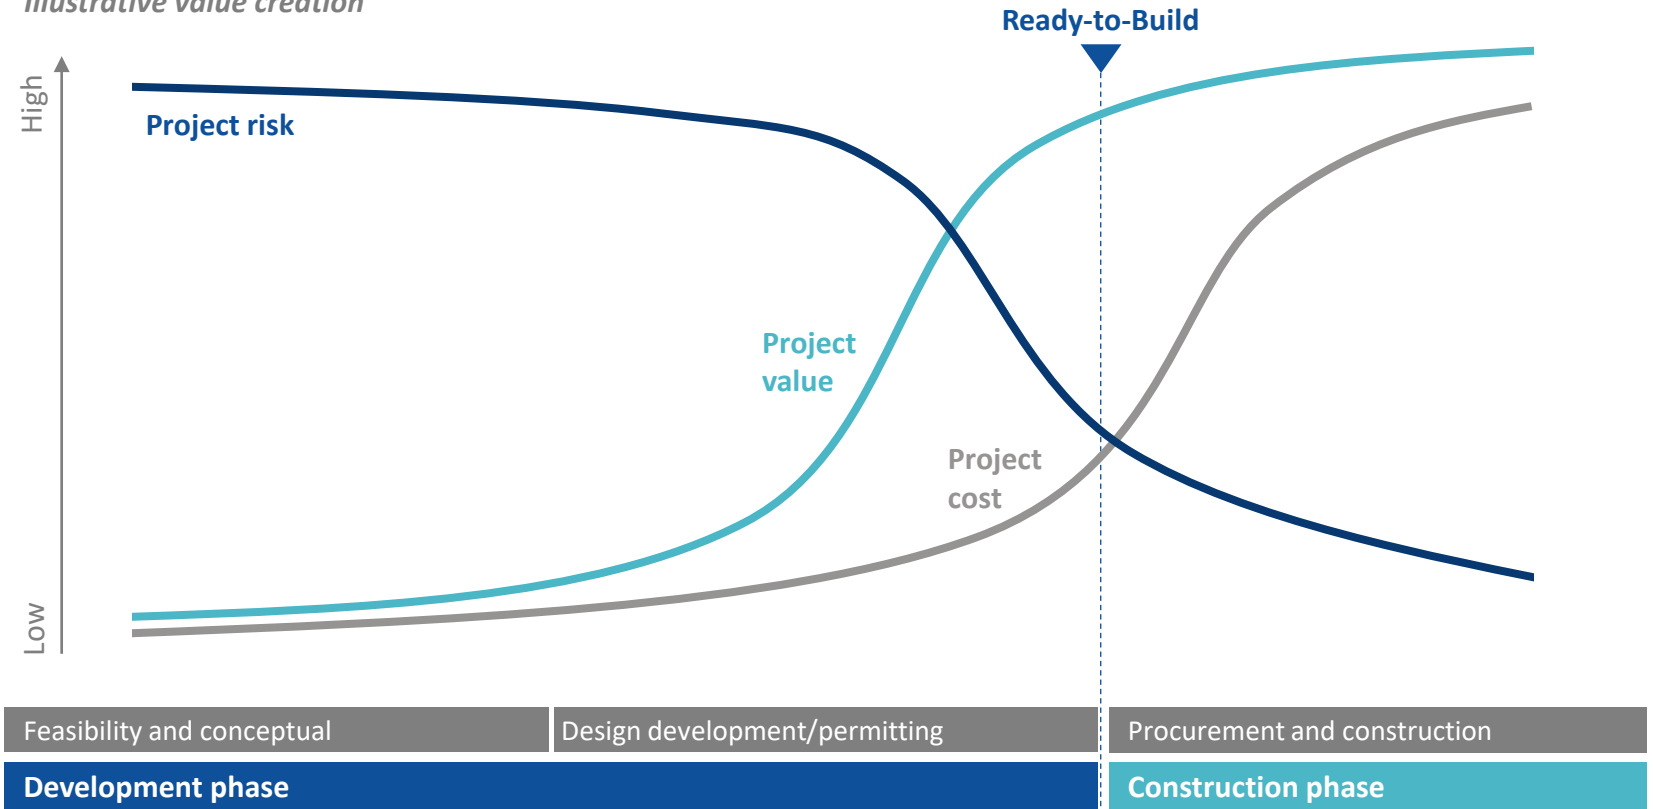 Illustrative value creation
Ready-to-Build
High
Project risk
Project
value
Project
cost
Low
Feasibility and conceptual
Design development/permitting
Procurement and construction
Development phase
Construction phase